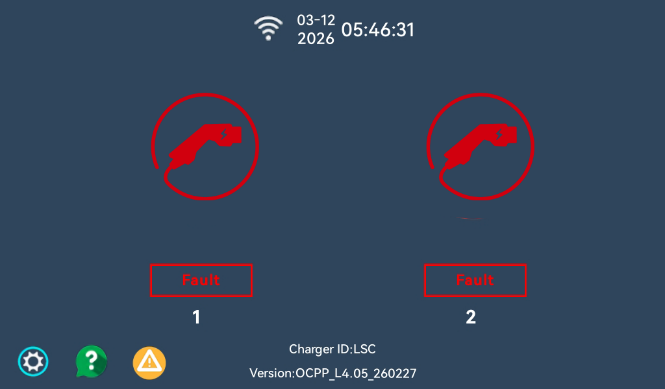 03-12
2026 05:46:31
Fault Fault
1 2
?
Charger ID:LSC
Version:OCPP_L4.05_260227